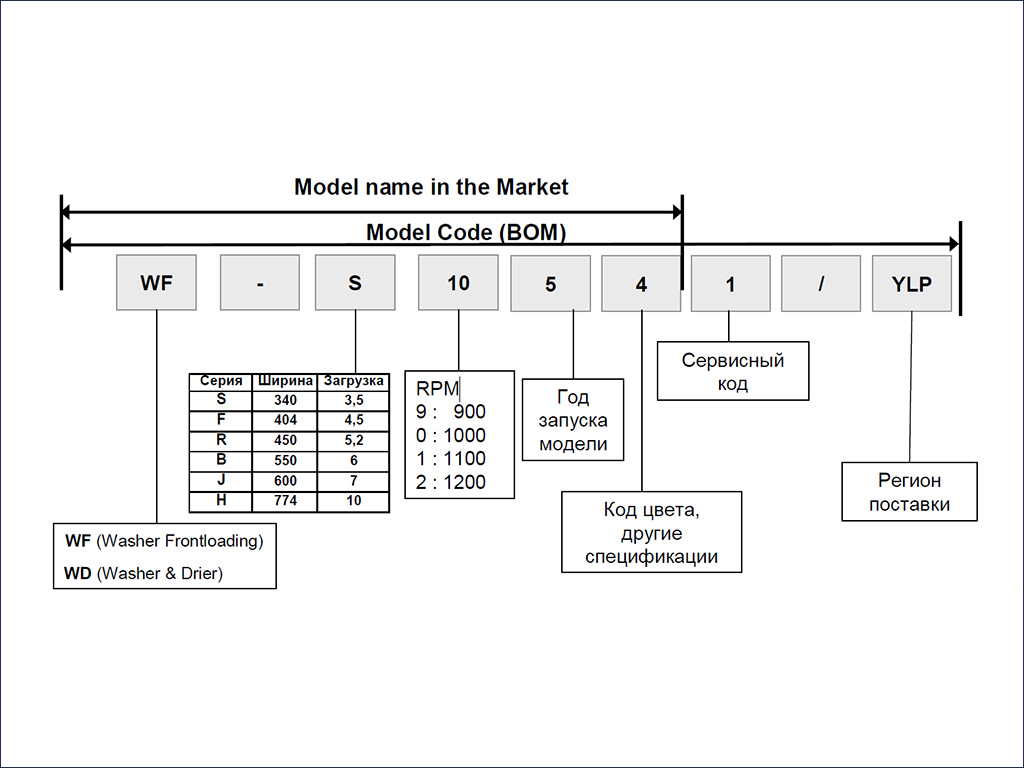 Model name in the Market
Model Code (BOM)
WF - S 10 5 4 1 / YLP
Сервисный
код
Серия Ширина Загрузка
S 340 3,5
F 404 4,5
R 450 5,2
B 550 6
J 600 7
H 774 10
RPM
9 : 900
0 : 1000
1 : 1100
2 : 1200
Год
запуска
модели
Регион
поставки
Код цвета,
другие
спецификации
WF (Washer Frontloading)
WD (Washer & Drier)